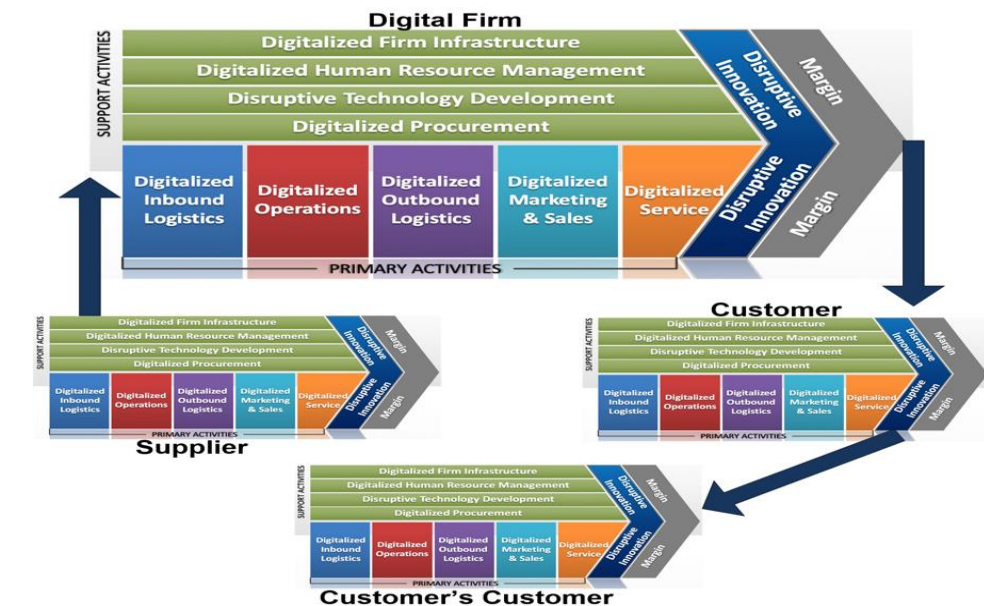 Digital Firm
SUPPORT ACTIVITIES
Digitalized Firm Infrastructure
Digitalized Human Resource Management
Disruptive Technology Development
Digitalized Procurement
Digitalized
Inbound
Logistics
Digitalized
Operations
Digitalized
Outbound
Logistics
Digitalized
Marketing
& Sales
Digitalized
Service
Disruptive
Innovation
Disruptive
Innovation
Margin
Margin
PRIMARY ACTIVITIES
SUPPORT ACTIVITIES
Digitalized Firm Infrastructure
Digitalized Human Resource Management
Disruptive Technology Development
Digitalized Procurement
Digitalized
Inbound
Logistics
Digitalized
Operations
Digitalized
Outbound
Logistics
Digitalized
Marketing
& Sales
Digitalized
Service
Disruptive
Innovation
Disruptive
Innovation
Margin
Margin
PRIMARY ACTIVITIES
Supplier
Customer
SUPPORT ACTIVITIES
Digitalized Firm Infrastructure
Digitalized Human Resource Management
Disruptive Technology Development
Digitalized Procurement
Digitalized
Inbound
Logistics
Digitalized
Operations
Digitalized
Outbound
Logistics
Digitalized
Marketing
& Sales
Digitalized
Service
Disruptive
Innovation
Disruptive
Innovation
Margin
Margin
PRIMARY ACTIVITIES
SUPPORT ACTIVITIES
Digitalized Firm Infrastructure
Digitalized Human Resource Management
Disruptive Technology Development
Digitalized Procurement
Digitalized
Inbound
Logistics
Digitalized
Operations
Digitalized
Outbound
Logistics
Digitalized
Marketing
& Sales
Digitalized
Service
Disruptive
Innovation
Disruptive
Innovation
Margin
Margin
PRIMARY ACTIVITIES
Customer's Customer